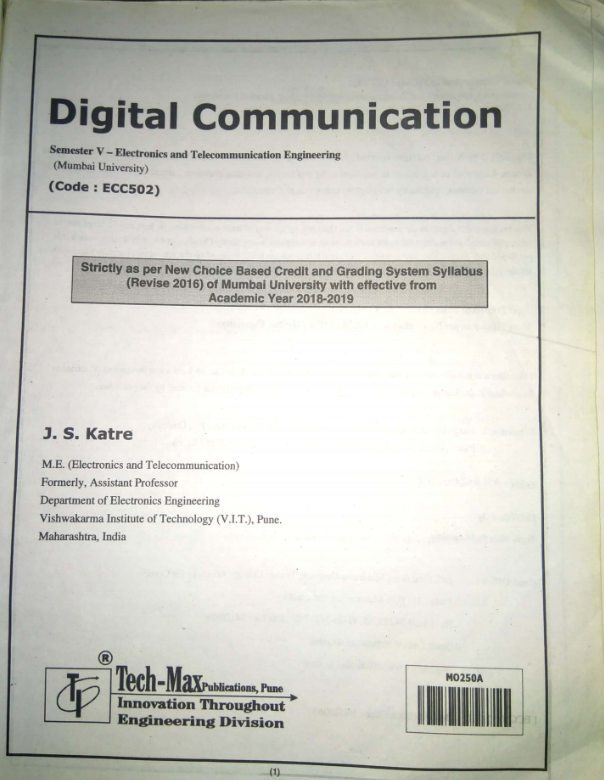 Digital Communication
Semester V – Electronics and Telecommunication Engineering
(Mumbai University)
(Code : ECC502)
Strictly as per New Choice Based Credit and Grading System Syllabus
(Revise 2016) of Mumbai University with effective from
Academic Year 2018-2019
J. S. Katre
M.E. (Electronics and Telecommunication)
Formerly, Assistant Professor
Department of Electronics Engineering
Vishwakarma Institute of Technology (V.I.T.), Pune.
Maharashtra, India
®
TP
Tech-Max Publications, Pune
Innovation Throughout
Engineering Division
MO250A
(1)